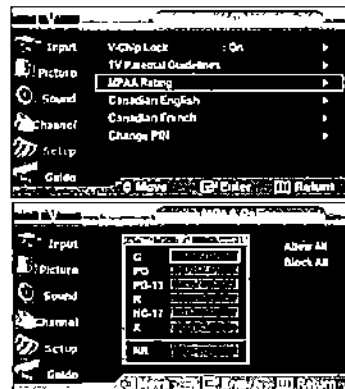 Input
Picture
Sound
Channel
Setup
Guide
V-Chip Lock : On
TV Parental Guidelines
MPAA Rating
Canadian English
Canadian French
Change PIN
Move Enter Return
Input
Picture
Sound
Channel
Setup
Guide
G
PG
PG-13
R
NC-17
X
Allow All
Block All
Return